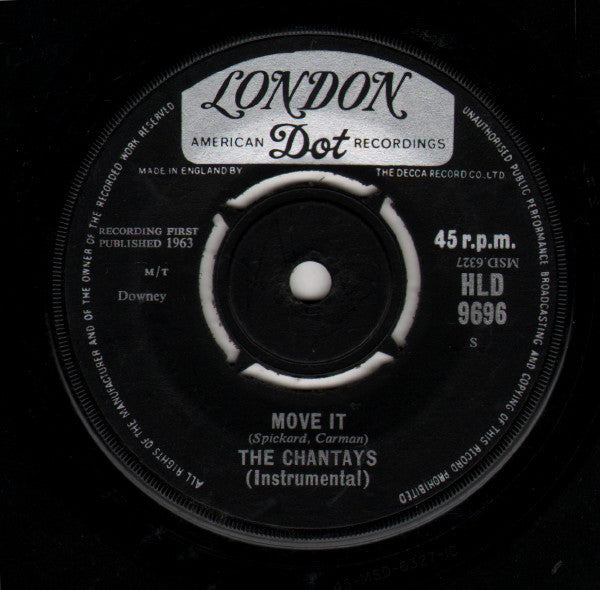 LONDON
AMERICAN Dot RECORDINGS
MADE IN ENGLAND BY THE DECCA RECORD CO., LTD.
ALL RIGHTS OF THE MANUFACTURER AND OF THE OWNER OF THE RECORDED WORK RESERVED
UNAUTHORISED PUBLIC PERFORMANCE BROADCASTING AND COPYING OF THIS RECORD PROHIBITED
RECORDING FIRST
PUBLISHED 1963
M/T
Downey
45 r.p.m.
MSD.6327
HLD
9696
S
MOVE IT
(Spickard, Carman)
THE CHANTAYS
(Instrumental)